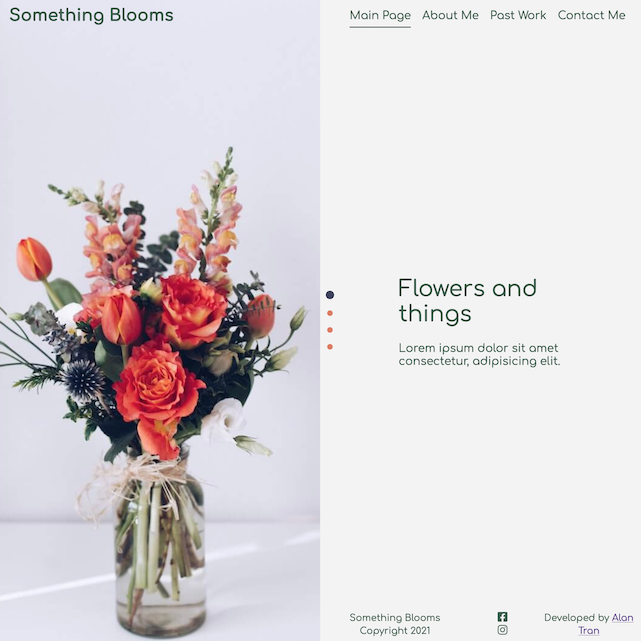 Something Blooms
Main Page About Me Past Work Contact Me
Flowers and
things
Lorem ipsum dolor sit amet
consectetur, adipisicing elit.
Something Blooms
Copyright 2021
Developed by Alan
Tran